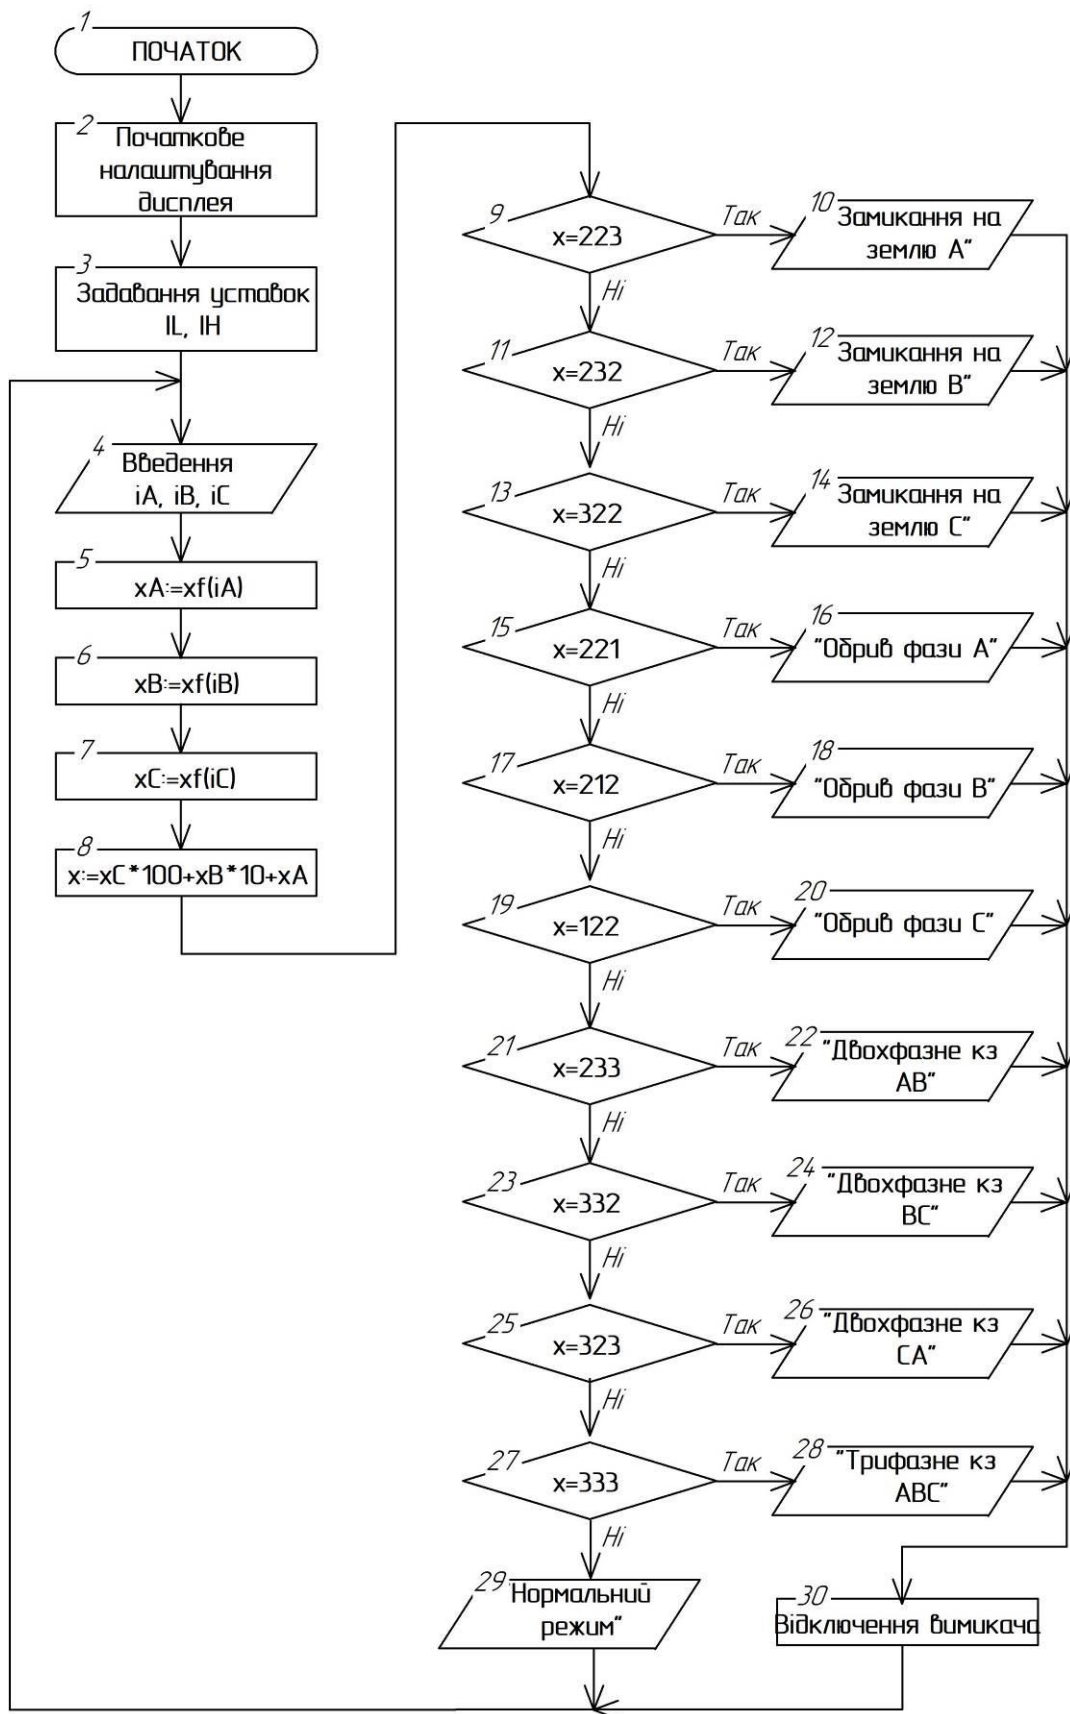 1
ПОЧАТОК
2
Початкове
налаштування
дисплея
3
Задавання уставок
IL, IH
4
Введення
iA, iB, iC
5
xA:=xf(iA)
6
xB:=xf(iB)
7
xC:=xf(iC)
8
x:=xC*100+xB*10+xA
9
x=223
Так
Ні
10
Замикання на
землю A"
11
x=232
Так
Ні
12
Замикання на
землю B"
13
x=322
Так
Ні
14
Замикання на
землю C"
15
x=221
Так
Ні
16
"Обрив фази A"
17
x=212
Так
Ні
18
"Обрив фази B"
19
x=122
Так
Ні
20
"Обрив фази C"
21
x=233
Так
Ні
22
"Двохфазне кз
AB"
23
x=332
Так
Ні
24
"Двохфазне кз
BC"
25
x=323
Так
Ні
26
"Двохфазне кз
CA"
27
x=333
Так
Ні
28
"Трифазне кз
ABC"
29
"Нормальний
режим"
30
Відключення вимикача